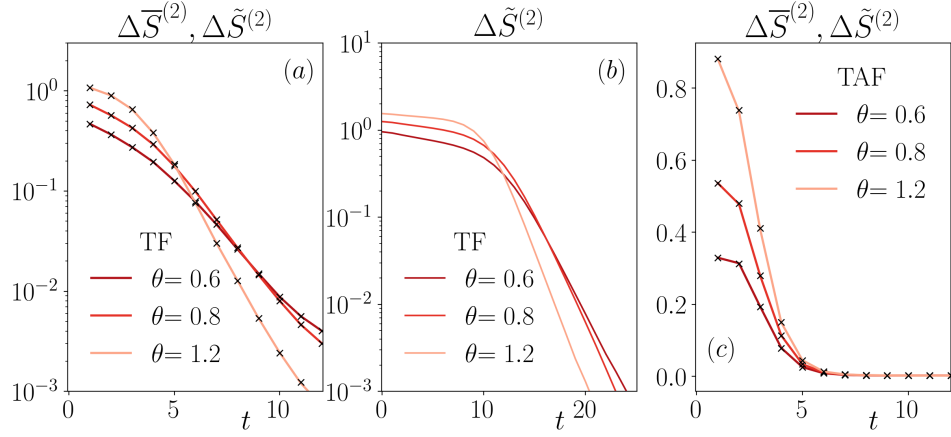 ΔS̅⁽²⁾, ΔS̃⁽²⁾
(a)
10⁰
10⁻¹
10⁻²
10⁻³
TF
θ= 0.6
θ= 0.8
θ= 1.2
0
5
10
t
ΔS̃⁽²⁾
(b)
10¹
10⁰
10⁻¹
10⁻²
10⁻³
TF
θ= 0.6
θ= 0.8
θ= 1.2
0
10
20
t
ΔS̅⁽²⁾, ΔS̃⁽²⁾
TAF
θ= 0.6
θ= 0.8
θ= 1.2
0.8
0.6
0.4
0.2
0.0
(c)
0
5
10
t